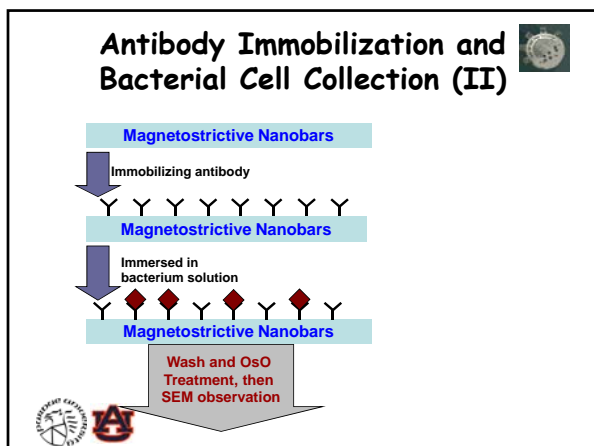 Antibody Immobilization and
Bacterial Cell Collection (II)
Magnetostrictive Nanobars
Immobilizing antibody
Magnetostrictive Nanobars
Immersed in
bacterium solution
Magnetostrictive Nanobars
Wash and OsO
Treatment, then
SEM observation
AU